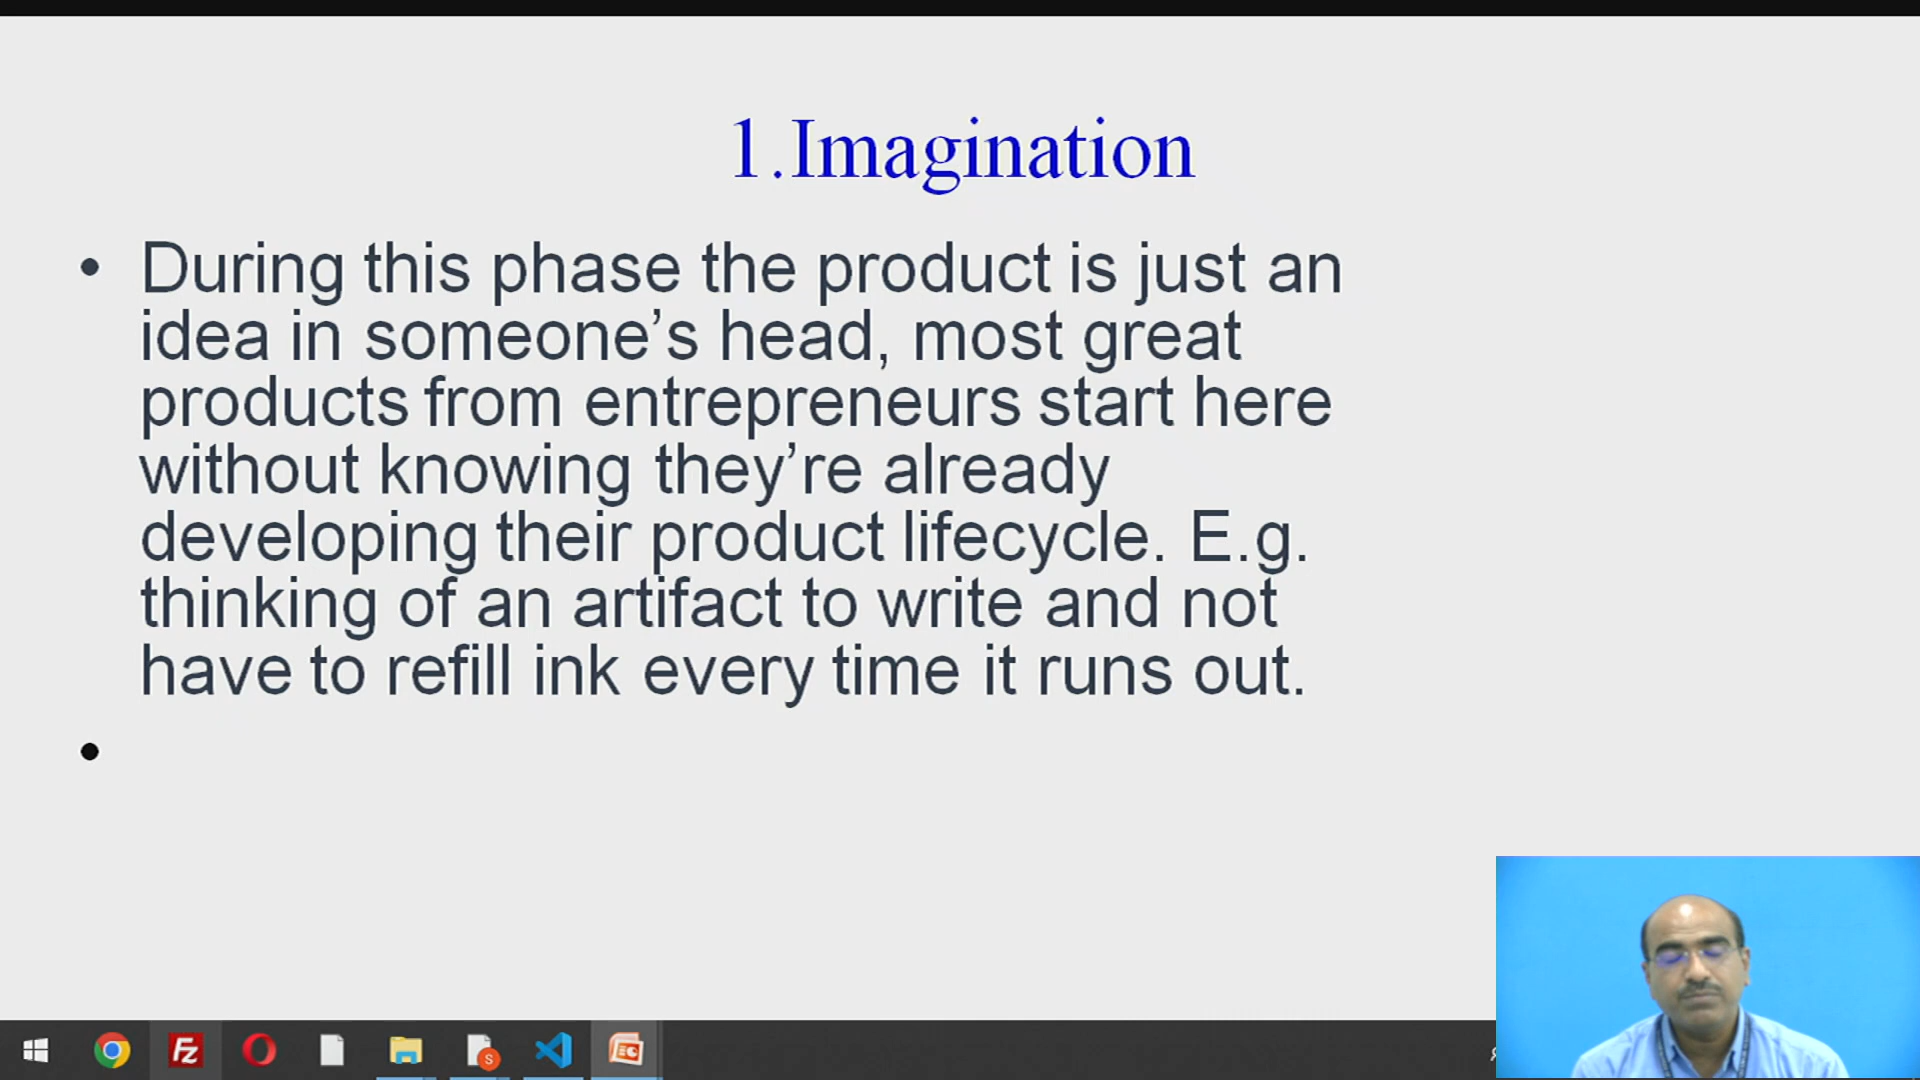 1.Imagination
• During this phase the product is just an
idea in someone’s head, most great
products from entrepreneurs start here
without knowing they’re already
developing their product lifecycle. E.g.
thinking of an artifact to write and not
have to refill ink every time it runs out.
•